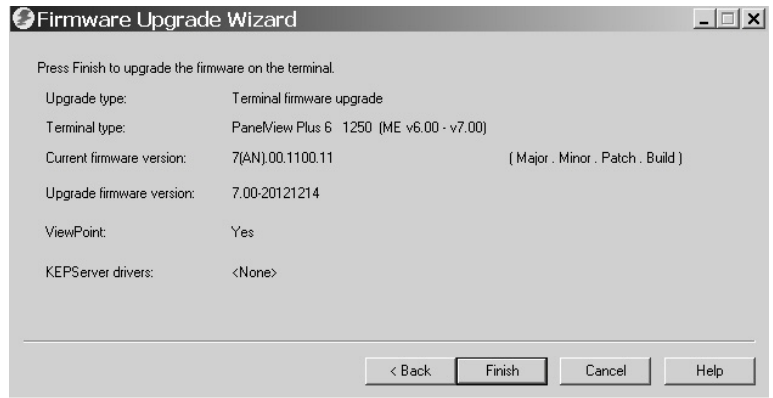 Firmware Upgrade Wizard
Press Finish to upgrade the firmware on the terminal.
Upgrade type: Terminal firmware upgrade
Terminal type: PanelView Plus 6 1250 (ME v6.00 - v7.00)
Current firmware version: 7(AN).00.1100.11 ( Major . Minor . Patch . Build )
Upgrade firmware version: 7.00-20121214
ViewPoint: Yes
KEPServer drivers: <None>
< Back Finish Cancel Help